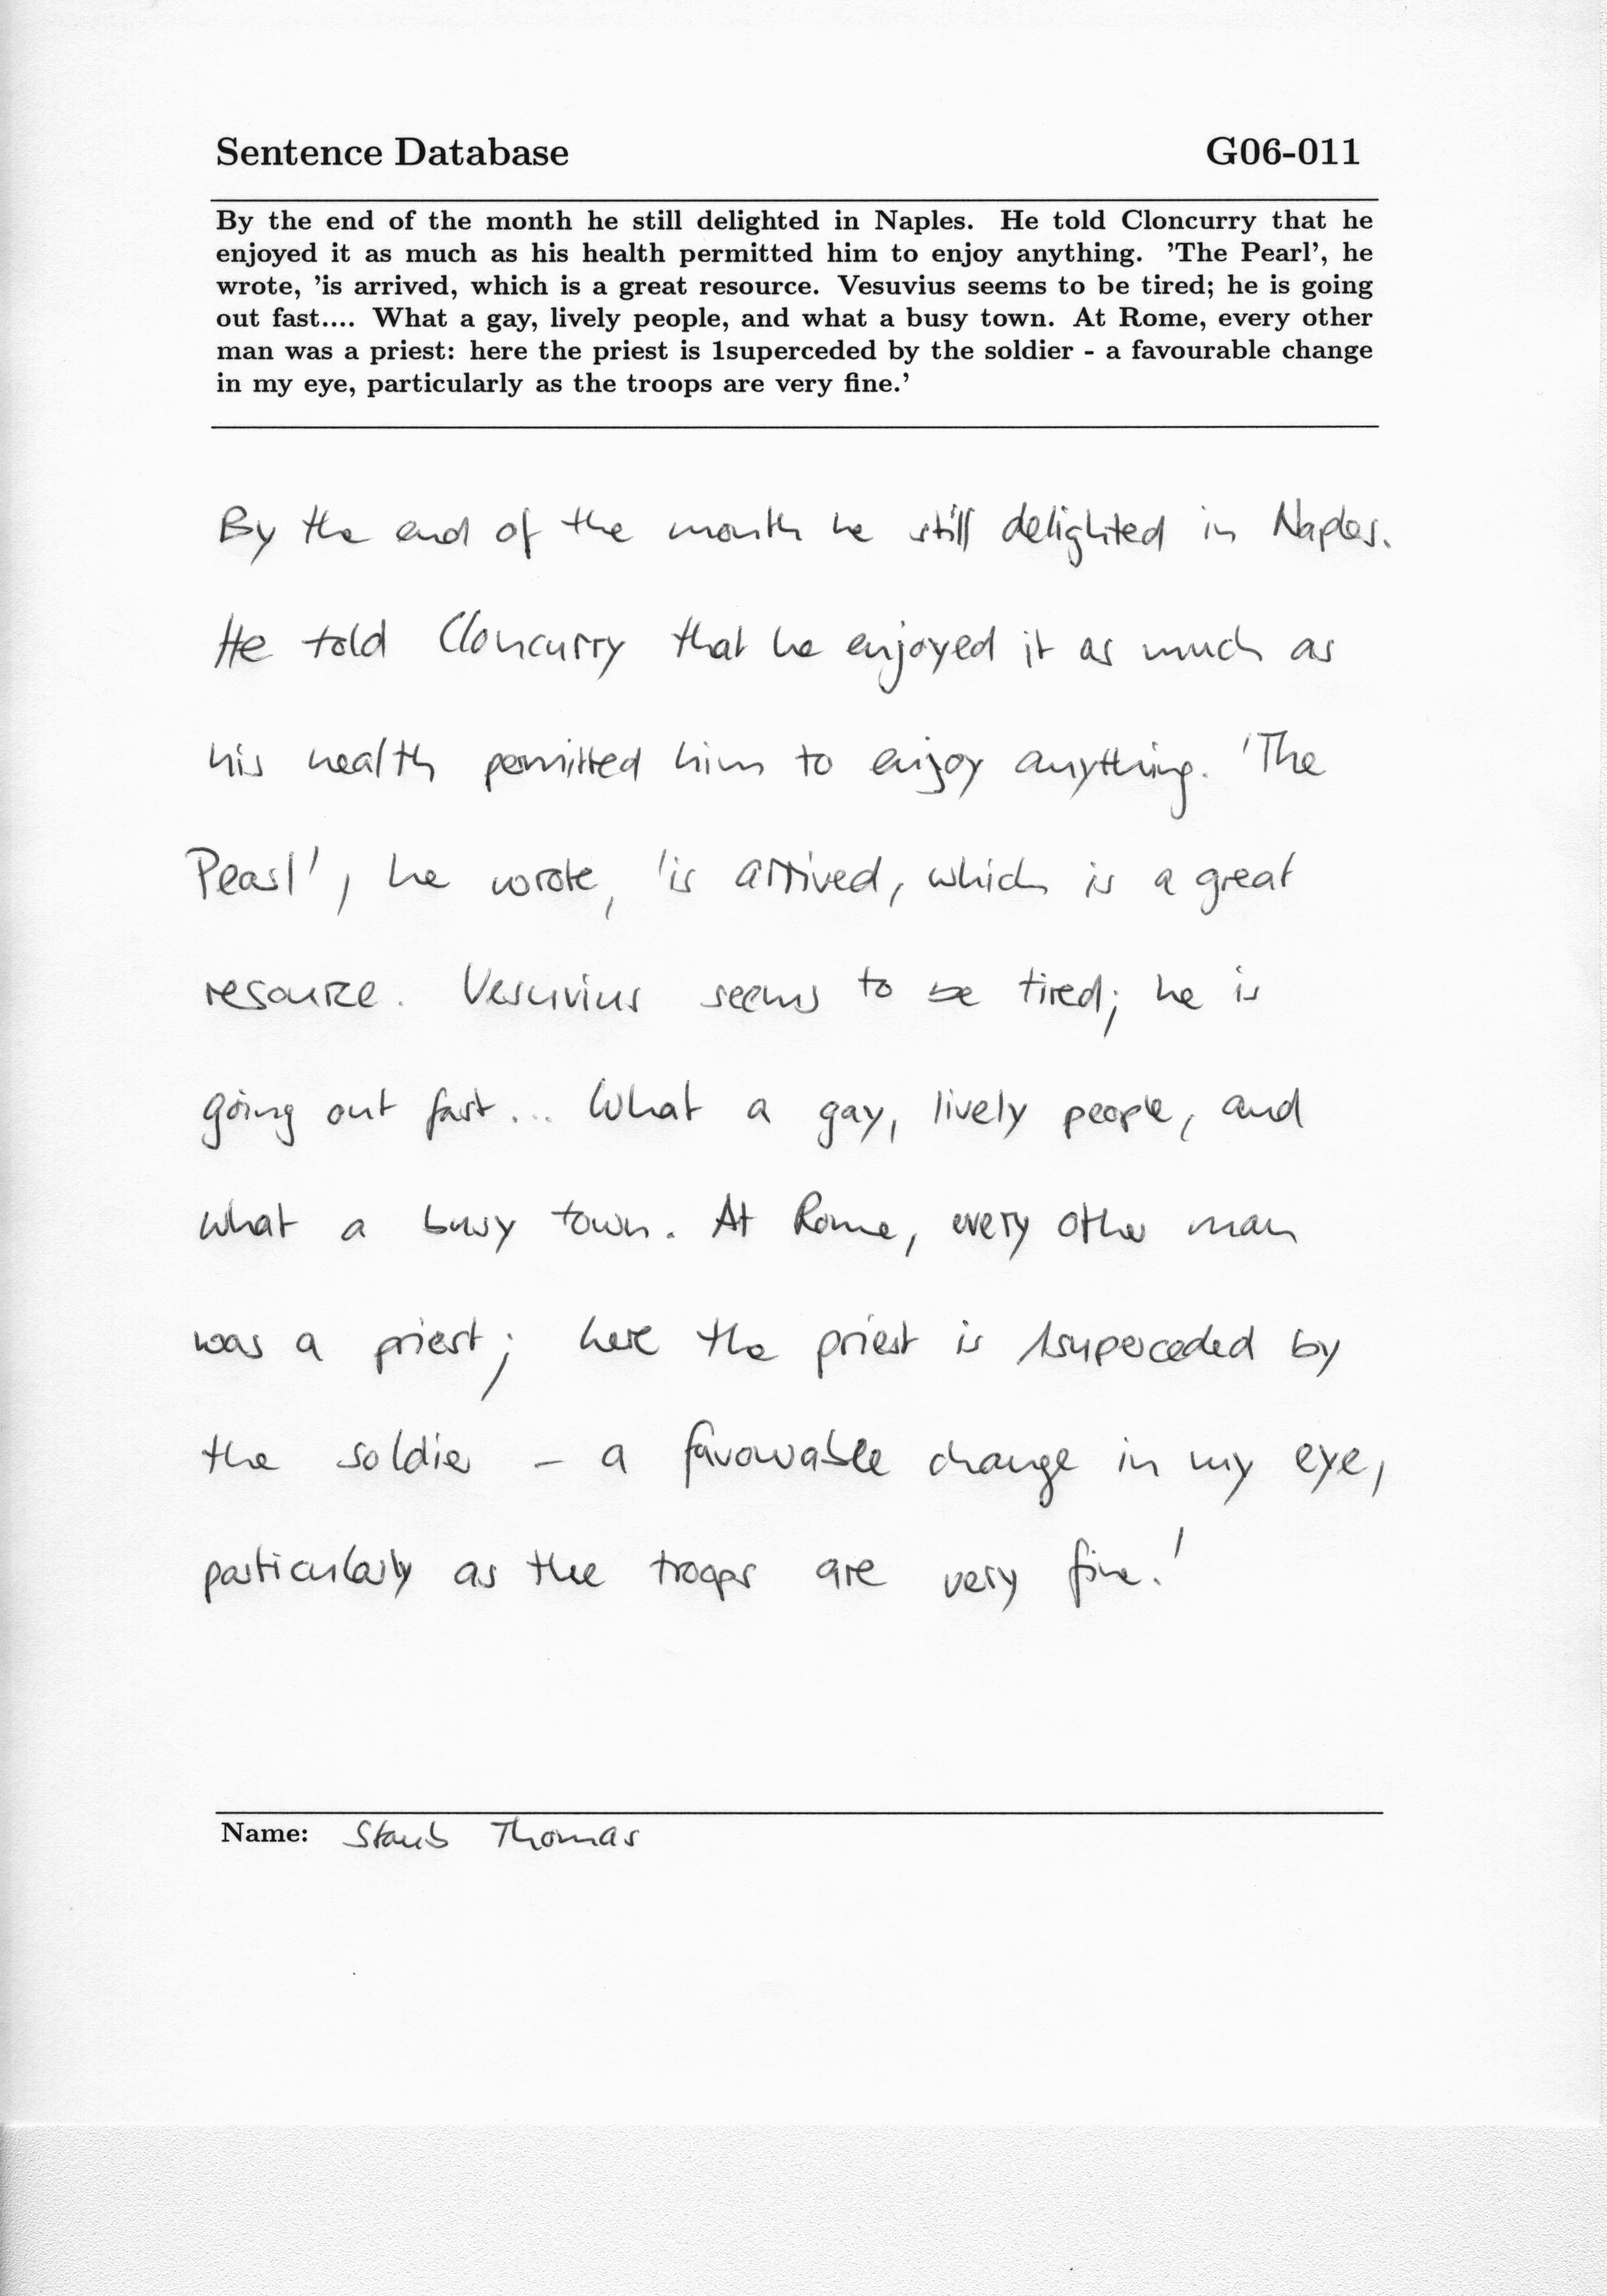 Sentence Database G06-011
By the end of the month he still delighted in Naples. He told Cloncurry that he
enjoyed it as much as his health permitted him to enjoy anything. 'The Pearl', he
wrote, 'is arrived, which is a great resource. Vesuvius seems to be tired; he is going
out fast.... What a gay, lively people, and what a busy town. At Rome, every other
man was a priest: here the priest is 1superceded by the soldier - a favourable change
in my eye, particularly as the troops are very fine.'
By the end of the month he still delighted in Naples.
He told Cloncurry that he enjoyed it as much as
his health permitted him to enjoy anything. 'The
Pearl', he wrote, 'is arrived, which is a great
resource. Vesuvius seems to be tired; he is
going out fast... What a gay, lively people, and
what a busy town. At Rome, every other man
was a priest; here the priest is 1superceded by
the soldier - a favourable change in my eye,
particularly as the troops are very fine.'
Name: Staub Thomas